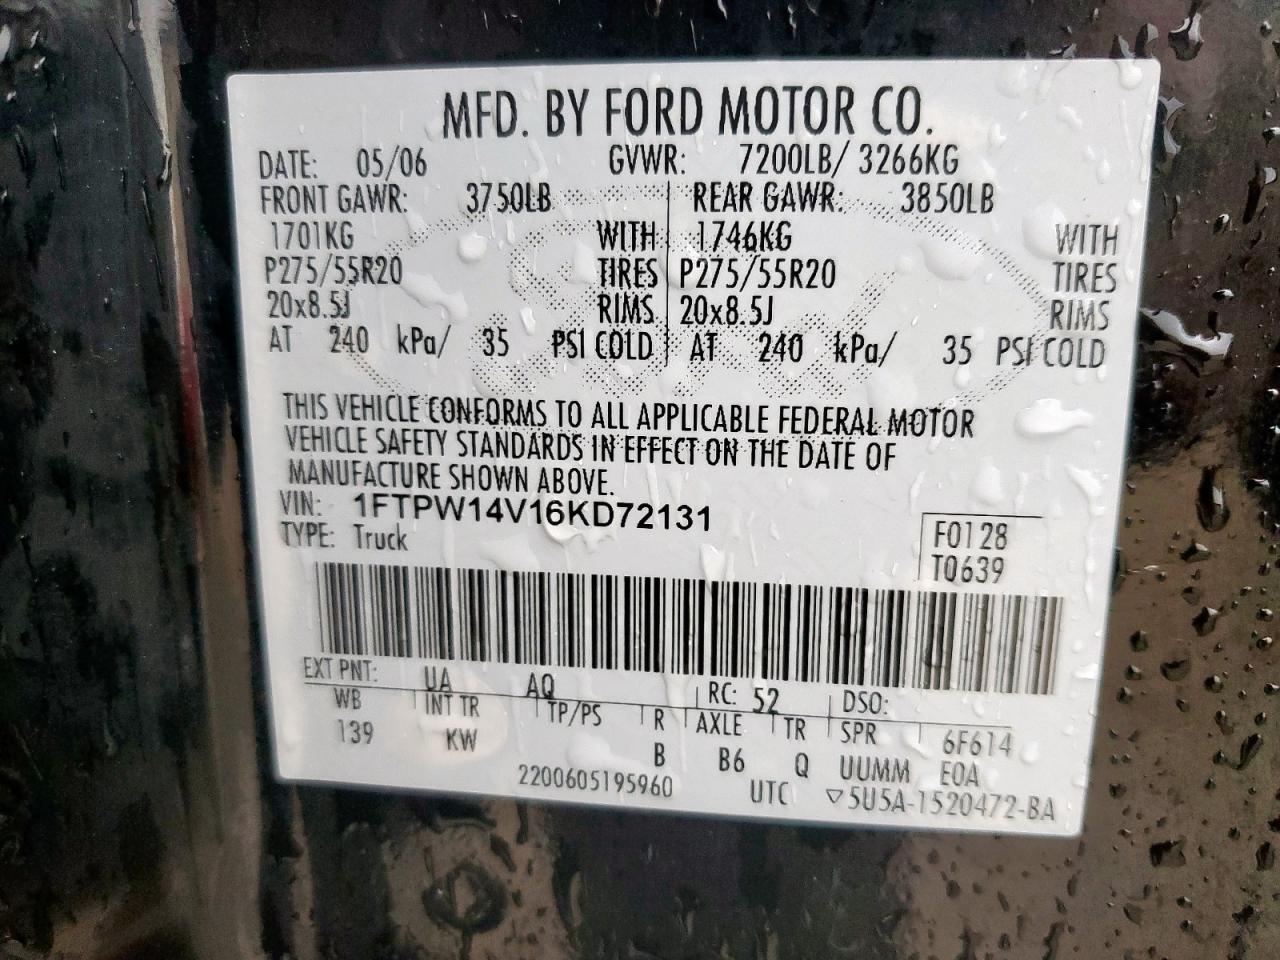 MFD. BY FORD MOTOR CO.
DATE: 05/06 GVWR: 7200LB/ 3266KG
FRONT GAWR: 3750LB REAR GAWR: 3850LB
1701KG WITH 1746KG WITH
P275/55R20 TIRES P275/55R20 TIRES
20x8.5J RIMS 20x8.5J RIMS
AT 240 kPa/ 35 PSI COLD AT 240 kPa/ 35 PSI COLD
THIS VEHICLE CONFORMS TO ALL APPLICABLE FEDERAL MOTOR
VEHICLE SAFETY STANDARDS IN EFFECT ON THE DATE OF
MANUFACTURE SHOWN ABOVE.
VIN: 1FTPW14V16KD72131
TYPE: Truck
F0128
T0639
EXT PNT: UA AQ RC: 52 DSO:
WB INT TR TP/PS R AXLE TR SPR 6F614
139 KW B B6 Q UUMM EOA
2200605195960 UTC ▽5U5A-1520472-BA